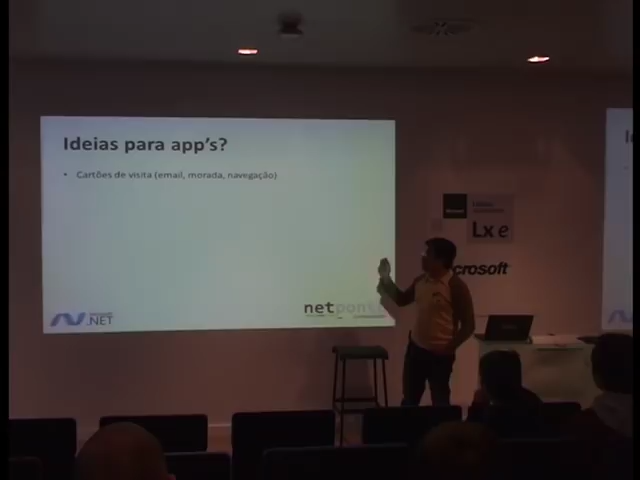 Ideias para app's?
• Cartões de visita (email, morada, navegação)
.NET
netponto
Lx e
crosoft